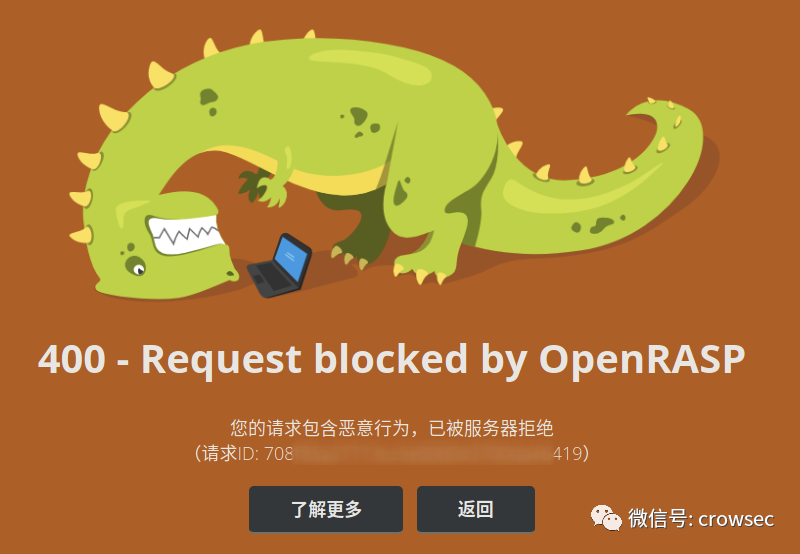 400 - Request blocked by OpenRASP
您的请求包含恶意行为，已被服务器拒绝
（请求ID: 708 419）
了解更多 返回
微信号: crowsec